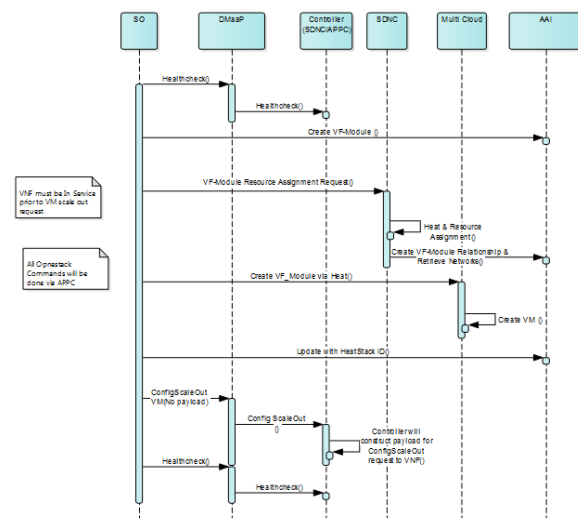 SO
DMaaP
Controller
(SDNC/APPC)
SDNC
Multi Cloud
AAI
Healthcheck()
Healthcheck()
Create VF-Module ()
VNF must be In Service
prior to VM scale out
request
VF-Module Resource Assignment Request()
Heat & Resource
Assignment()
All Opnestack
Commands will be
done via APPC
Create VF-Module Relationship &
Retrieve Networks()
Create VF_Module via Heat()
Create VM ()
Update with HeatStack ID()
ConfigScaleOut
VM(No payload)
Config ScaleOut
()
Controller will
construct payload for
ConfigScaleOut
request to VNF()
Healthcheck()
Healthcheck()